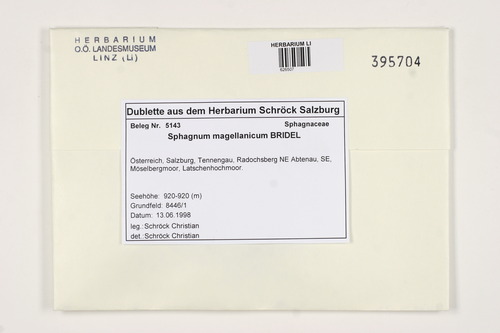 HERBARIUM
O.Ö. LANDESMUSEUM
LINZ (LI)
HERBARIUM LI
395704
Dublette aus dem Herbarium Schröck Salzburg
Beleg Nr. 5143 Sphagnaceae
Sphagnum magellanicum BRIDEL
Österreich, Salzburg, Tennengau, Radochsberg NE Abtenau, SE,
Möselbergmoor, Latschenhochmoor.
Seehöhe: 920-920 (m)
Grundfeld: 8446/1
Datum: 13.06.1998
leg.:Schröck Christian
det.:Schröck Christian